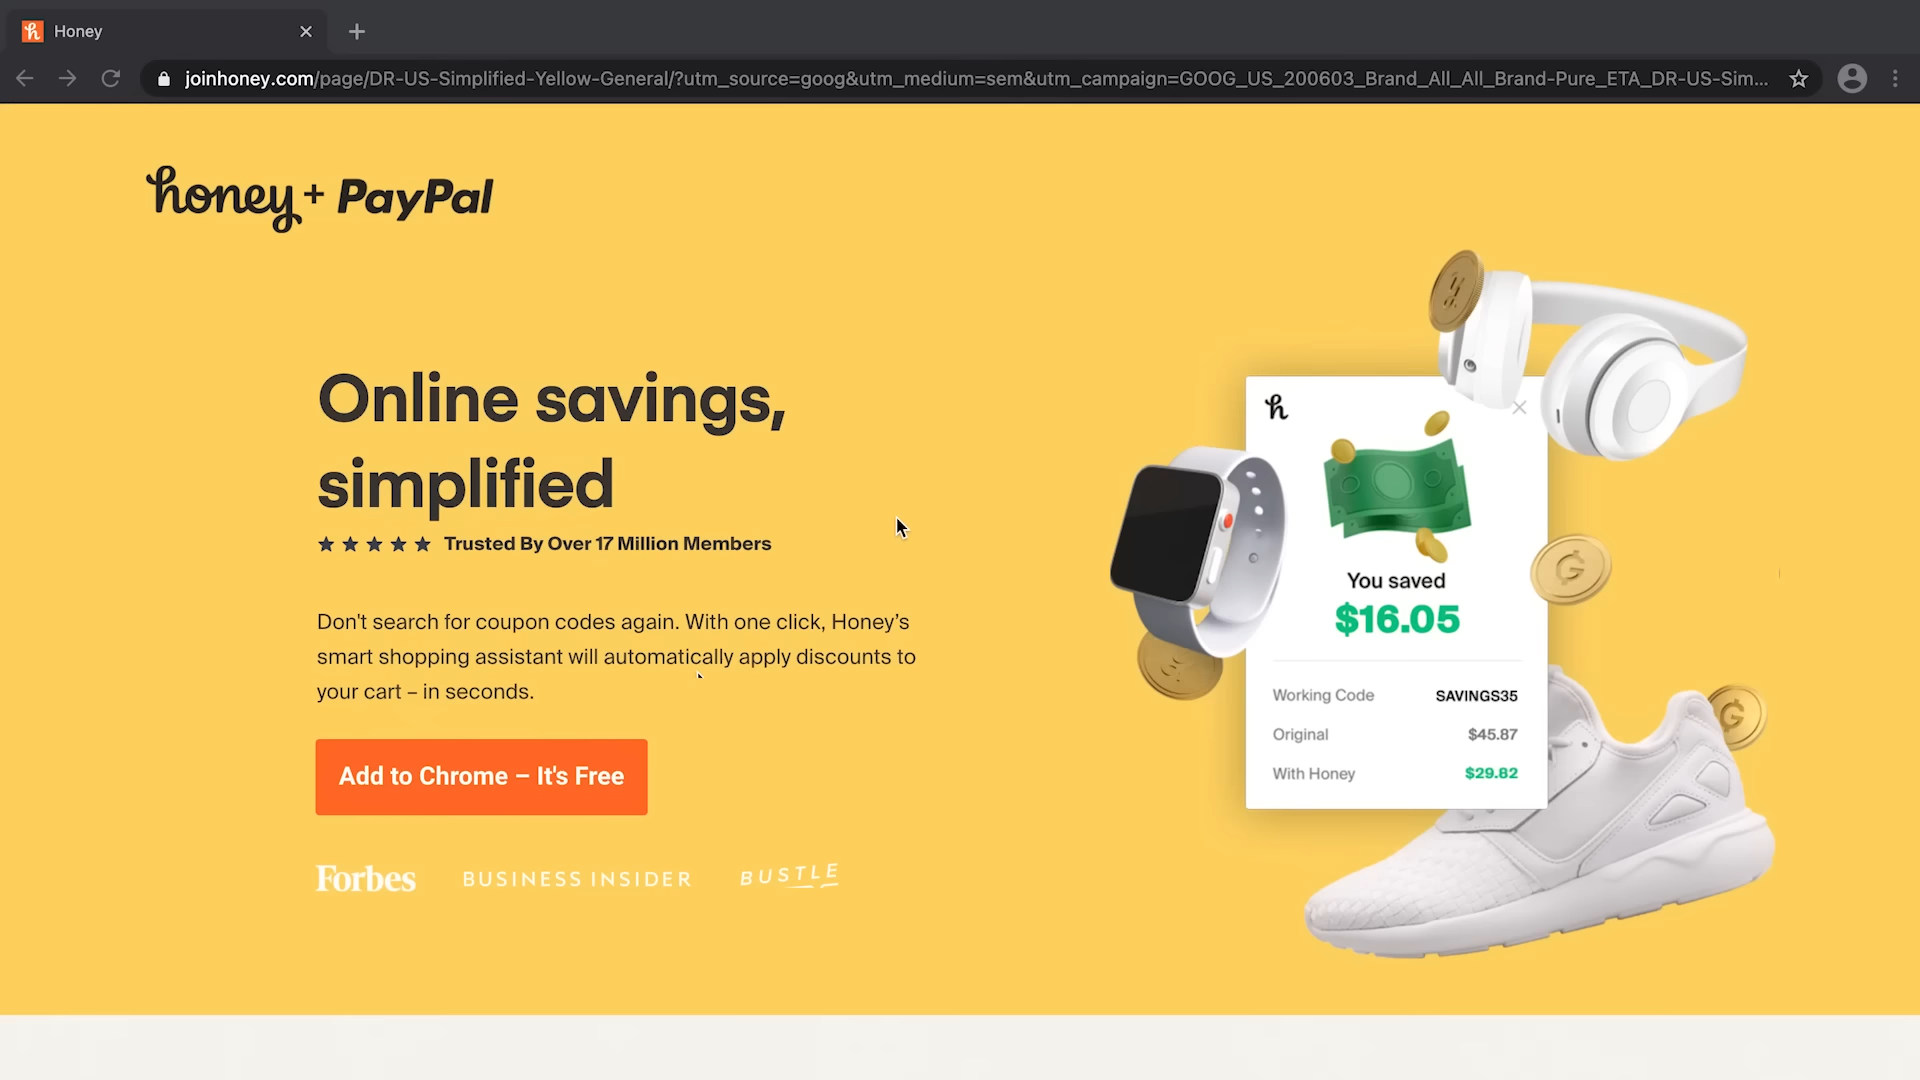 Honey
joinhoney.com/page/DR-US-Simplified-Yellow-General/?utm_source=goog&utm_medium=sem&utm_campaign=GOOG_US_200603_Brand_All_All_Brand-Pure_ETA_DR-US-Sim...
honey + PayPal
Online savings,
simplified
Trusted By Over 17 Million Members
Don't search for coupon codes again. With one click, Honey’s
smart shopping assistant will automatically apply discounts to
your cart – in seconds.
Add to Chrome – It's Free
Forbes BUSINESS INSIDER BUSTLE
h
You saved
$16.05
Working Code SAVINGS35
Original $45.87
With Honey $29.82